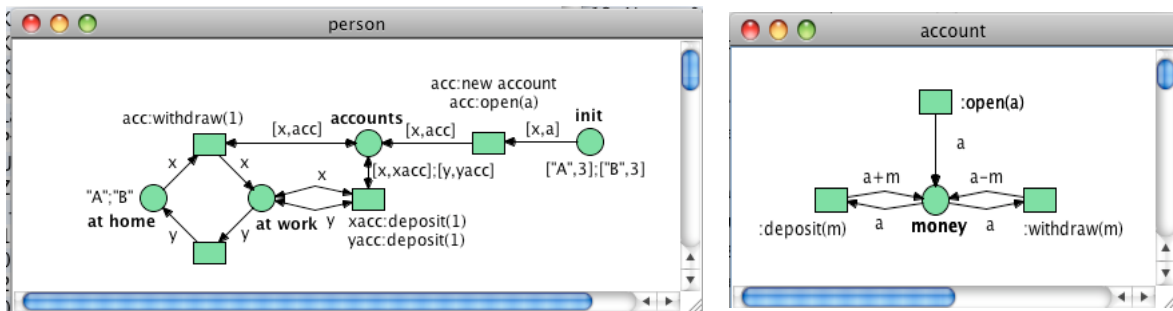 person
acc:new account
acc:open(a)
acc:withdraw(1)
accounts
init
[x,acc]
[x,acc]
[x,a]
["A",3];["B",3]
x
x
[x,xacc];[y,yacc]
x
"A";"B"
at home
at work
y
y
y
xacc:deposit(1)
yacc:deposit(1)
account
:open(a)
a
a+m
a-m
:deposit(m)
a
money
a
:withdraw(m)